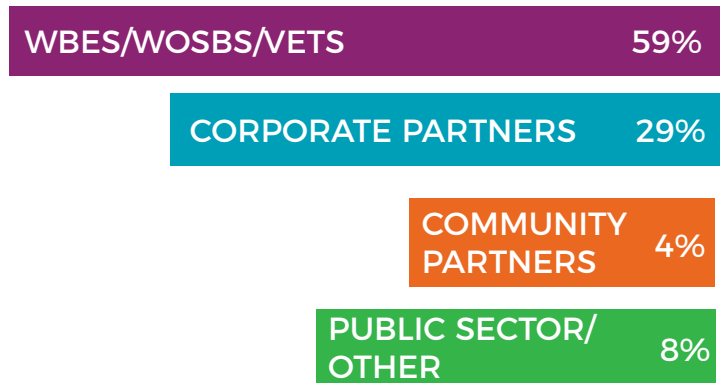 WBES/WOSBS/VETS 59%
CORPORATE PARTNERS 29%
COMMUNITY
PARTNERS 4%
PUBLIC SECTOR/
OTHER 8%